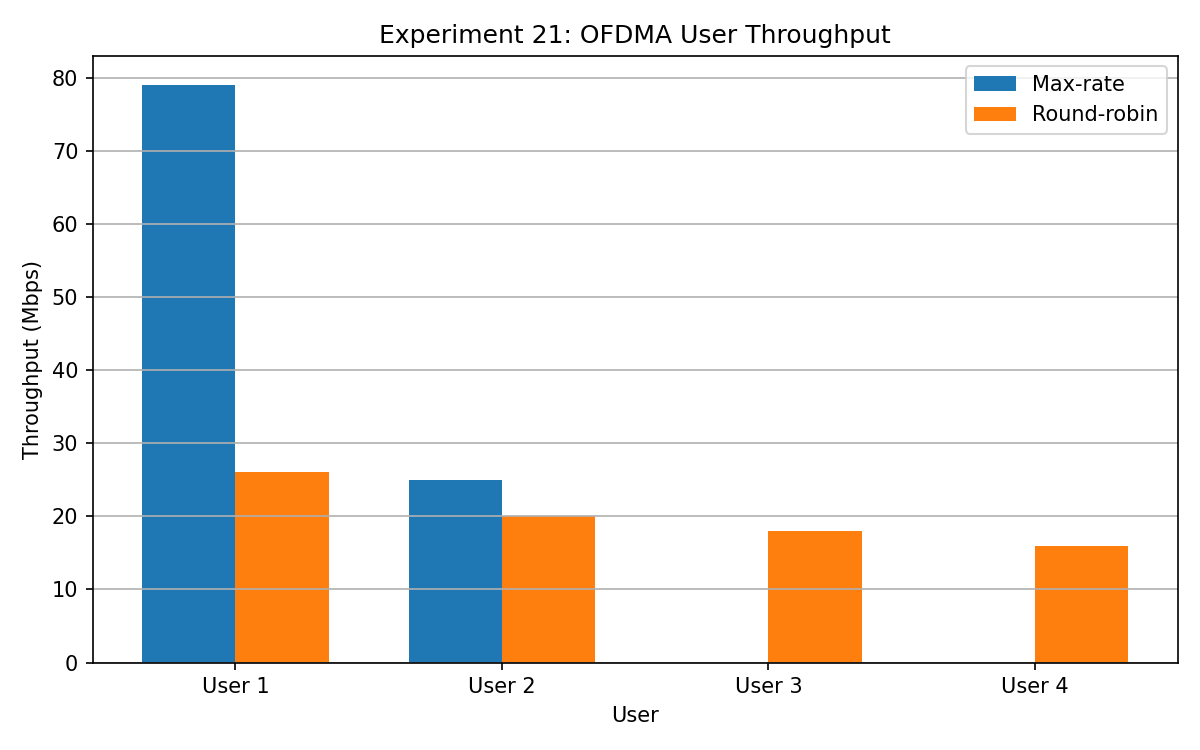 Experiment 21: OFDMA User Throughput
Max-rate
Round-robin
Throughput (Mbps)
80
70
60
50
40
30
20
10
0
User 1 User 2 User 3 User 4
User